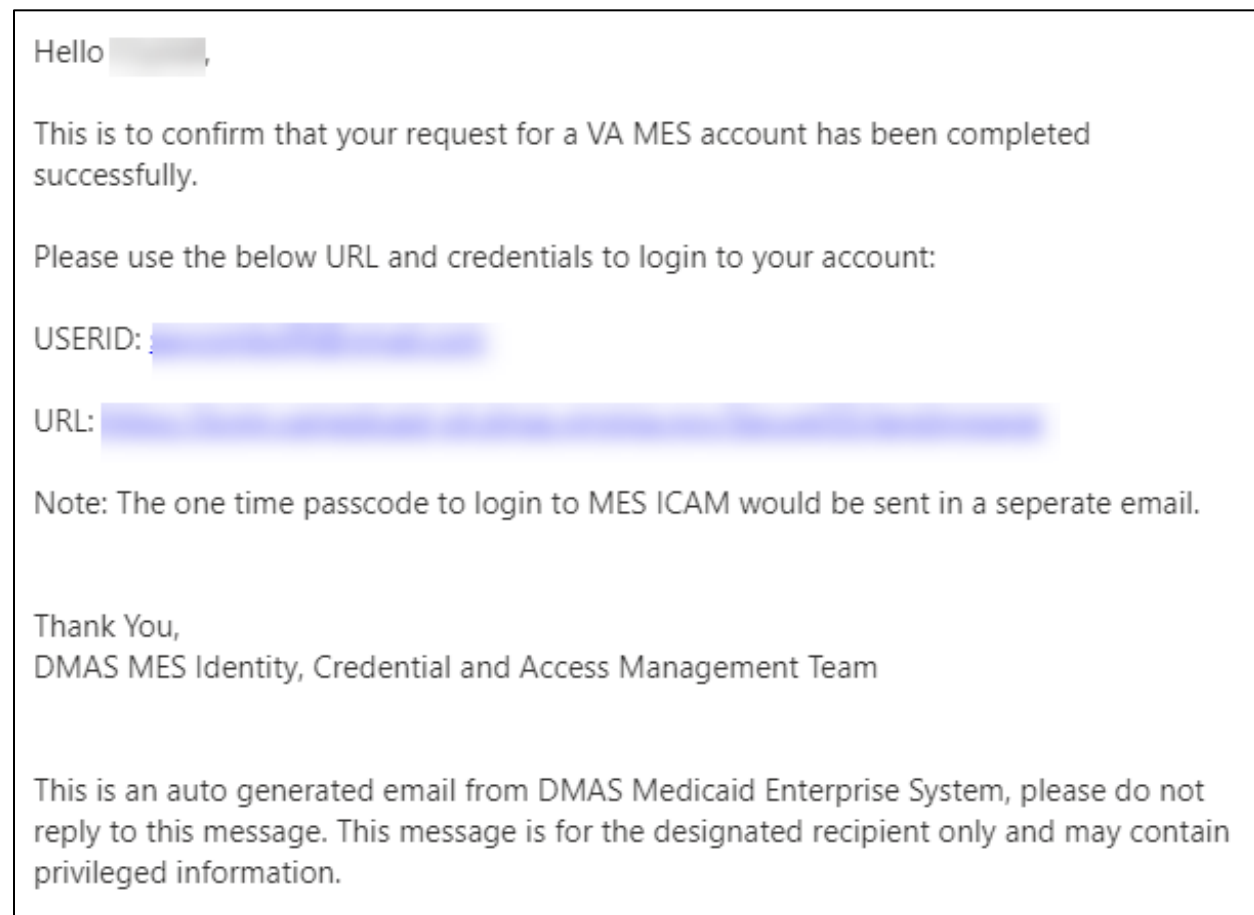 Hello ,
This is to confirm that your request for a VA MES account has been completed
successfully.
Please use the below URL and credentials to login to your account:
USERID:
URL:
Note: The one time passcode to login to MES ICAM would be sent in a seperate email.
Thank You,
DMAS MES Identity, Credential and Access Management Team
This is an auto generated email from DMAS Medicaid Enterprise System, please do not
reply to this message. This message is for the designated recipient only and may contain
privileged information.